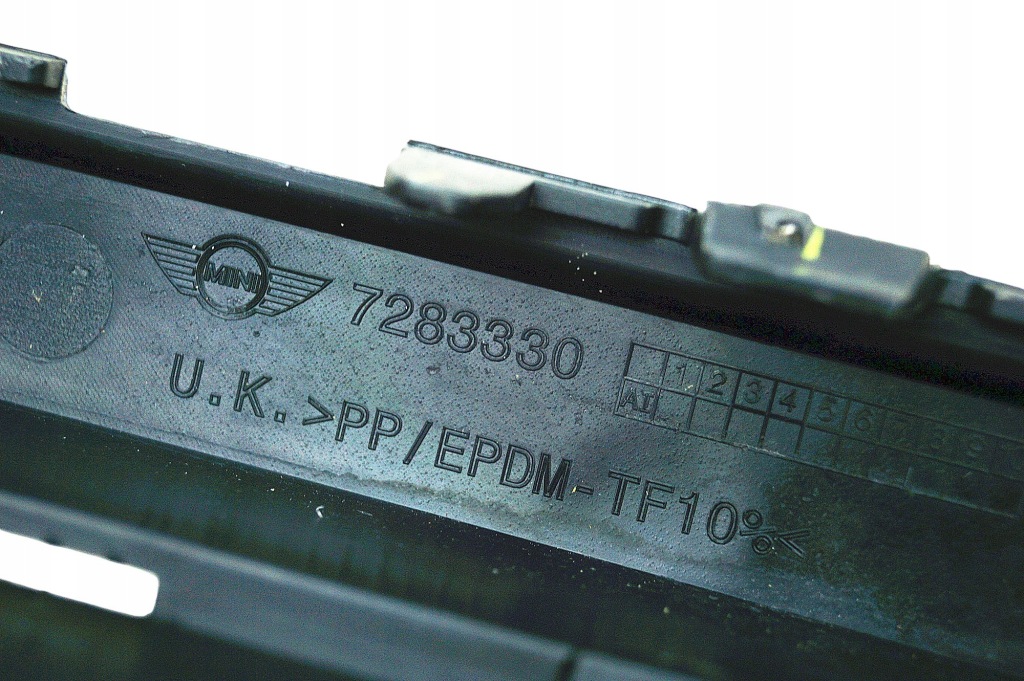 MINI 7283330
U.K. >PP/EPDM-TF10%<
1 2 3 4 5 6 7 8 9
AI